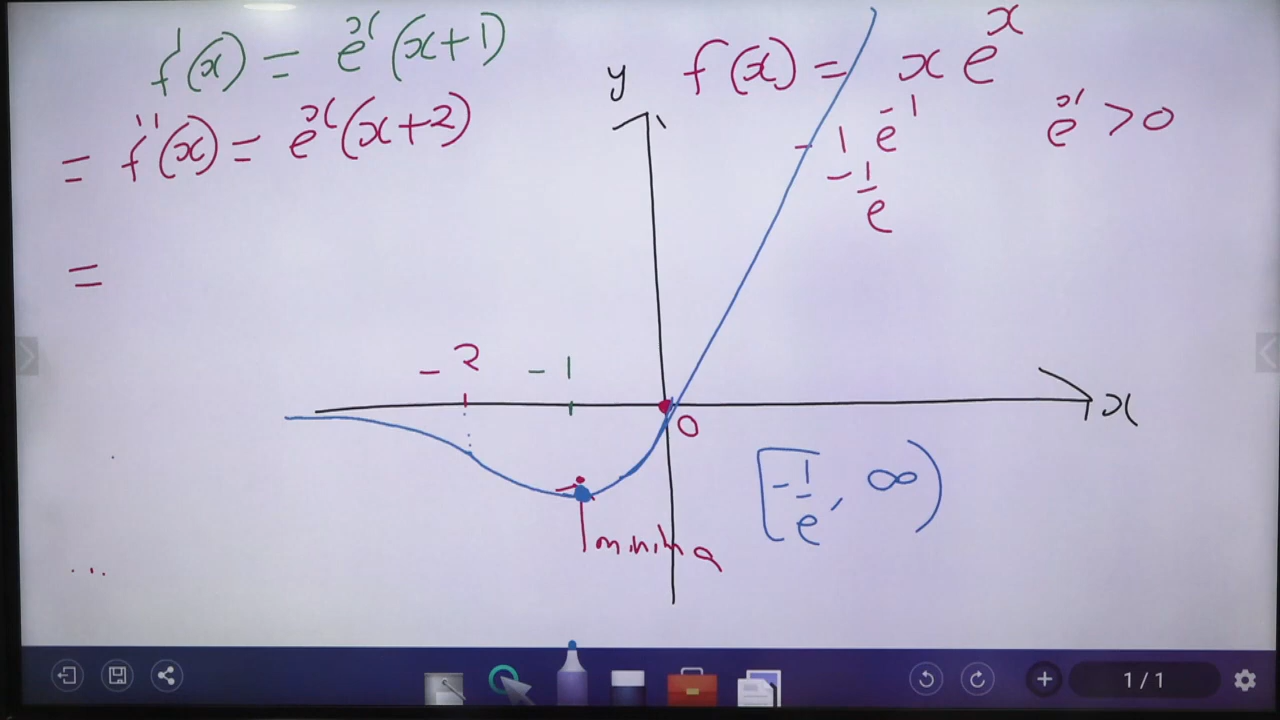 f'(x) = e^x (x+1)
= f''(x) = e^x (x+2)
=
y
f(x) = x e^x
-1 e^-1
-1/e
e^x > 0
-2
-1
0
x
[-1/e, ∞)
minima
...
1 / 1